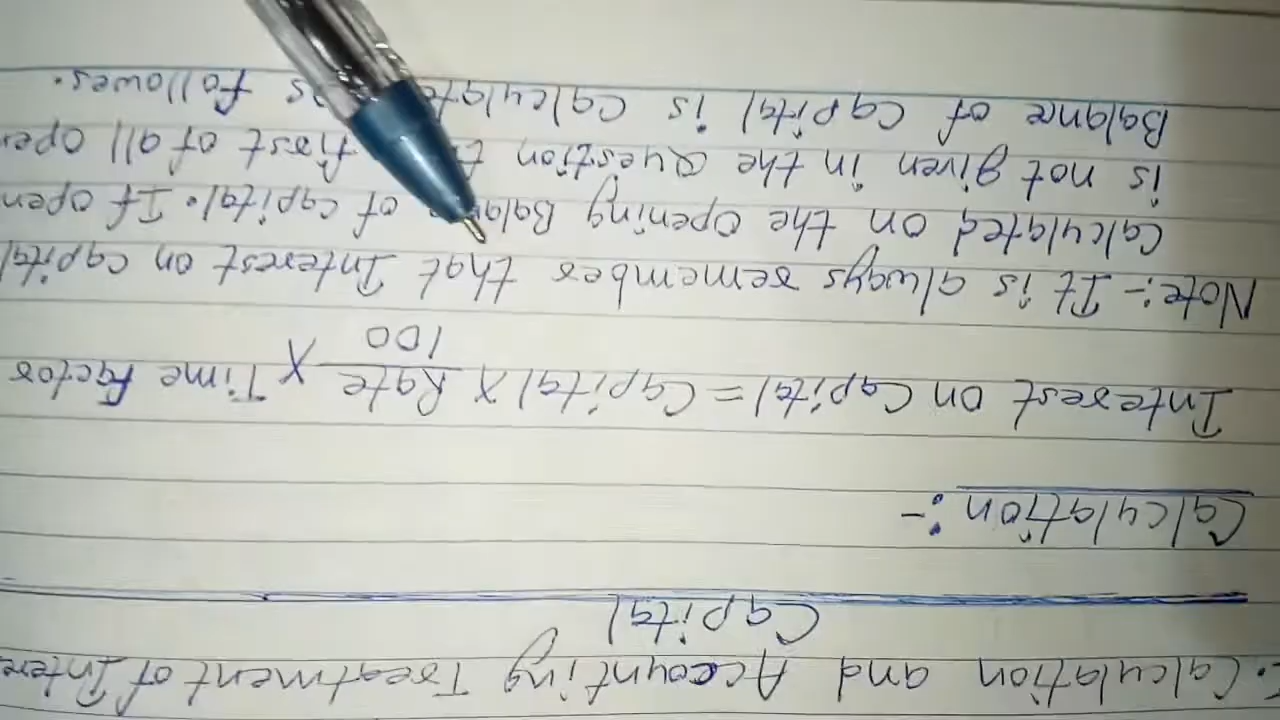 :- Calculation and Accounting Treatment of Intere
Capital
Calculation :-
Interest on Capital = Capital X Rate/100 X Time Factor
Note:- It is always remember that Interest on capital
Calculated on the opening Balance of capital. If open
is not given in the Question first of all open
Balance of Capital is Calculated as follows.